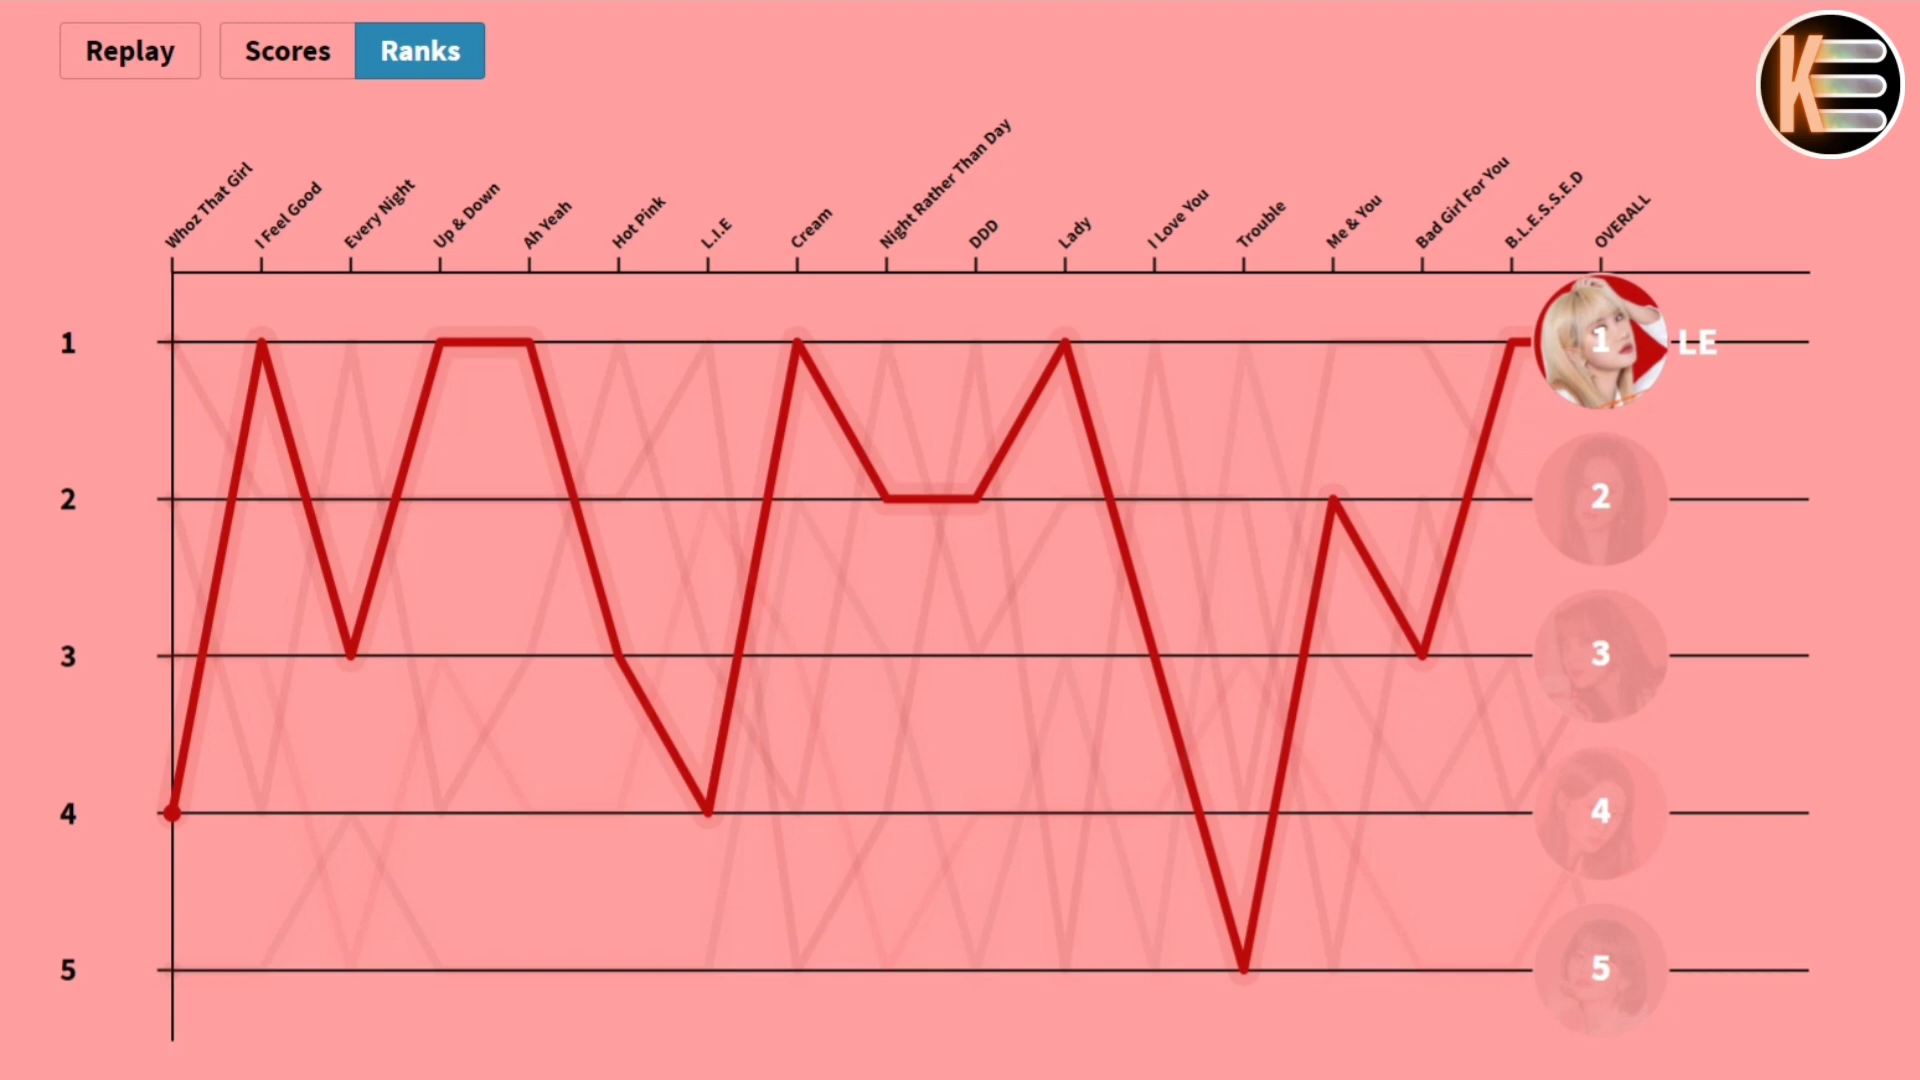 Replay
Scores
Ranks
KE
Whoz That Girl
I Feel Good
Every Night
Up & Down
Ah Yeah
Hot Pink
L.I.E
Cream
Night Rather Than Day
DDD
Lady
I Love You
Trouble
Me & You
Bad Girl For You
B.L.E.S.S.E.D
OVERALL
1
1
LE
2
2
3
3
4
4
5
5